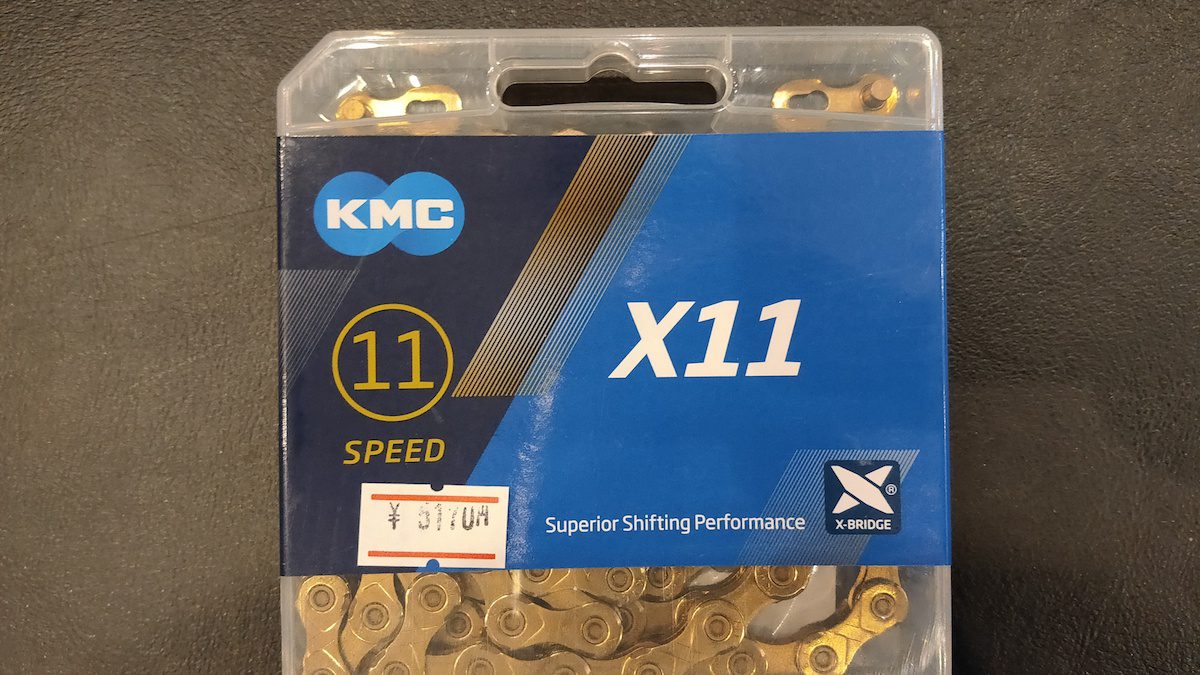 KMC
11
SPEED
X11
Superior Shifting Performance
X-BRIDGE
®
¥